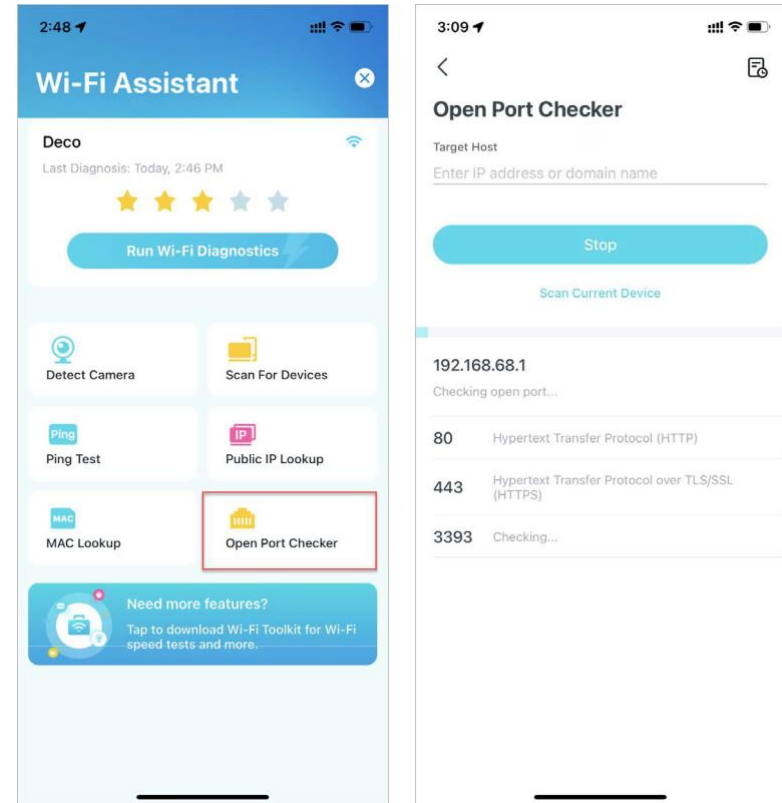 2:48
Wi-Fi Assistant
Deco
Last Diagnosis: Today, 2:46 PM
Run Wi-Fi Diagnostics
Detect Camera
Scan For Devices
Ping
Ping Test
IP
Public IP Lookup
MAC
MAC Lookup
Open Port Checker
Need more features?
Tap to download Wi-Fi Toolkit for Wi-Fi
speed tests and more.
3:09
Open Port Checker
Target Host
Enter IP address or domain name
Stop
Scan Current Device
192.168.68.1
Checking open port...
80 Hypertext Transfer Protocol (HTTP)
443 Hypertext Transfer Protocol over TLS/SSL
(HTTPS)
3393 Checking...